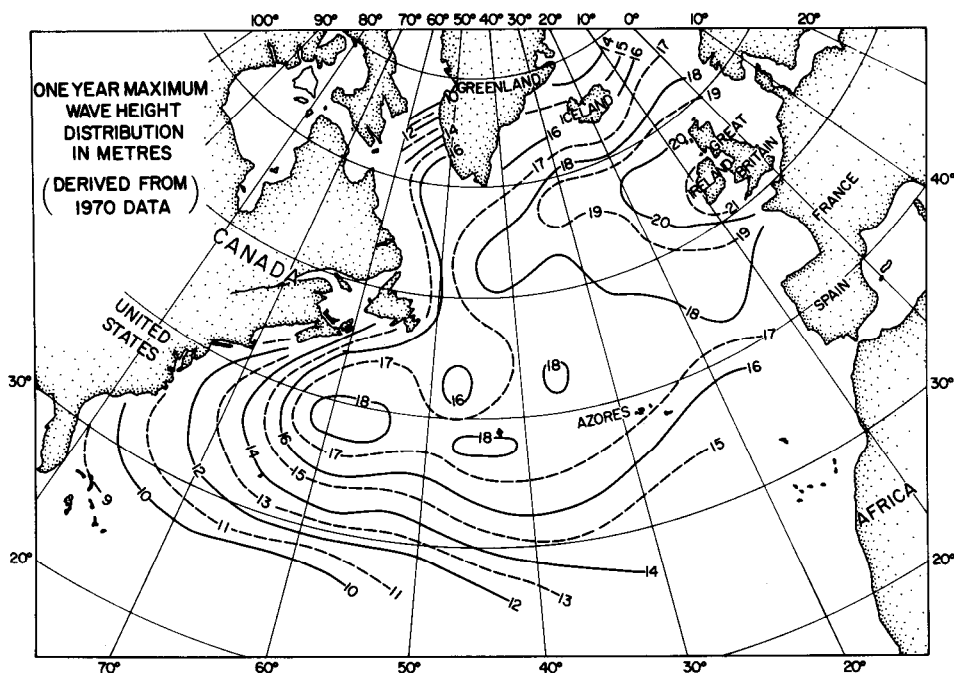 100° 90° 80° 70° 60° 50° 40° 30° 20° 10° 0° 10° 20°
ONE YEAR MAXIMUM
WAVE HEIGHT
DISTRIBUTION
IN METRES
(DERIVED FROM
1970 DATA)
GREENLAND
ICELAND
GREAT
BRITAIN
IRELAND
FRANCE
SPAIN
CANADA
UNITED
STATES
AZORES
AFRICA
14 15 16 17
18
19
12
14
16
16
17
18
20
21
19
20
19
18
40°
17
16
17
18
16
18
18
30°
30°
17
16
15
15
14
12
13
9
10
11
20°
20°
14
13
12
11
10
70° 60° 50° 40° 30° 20°